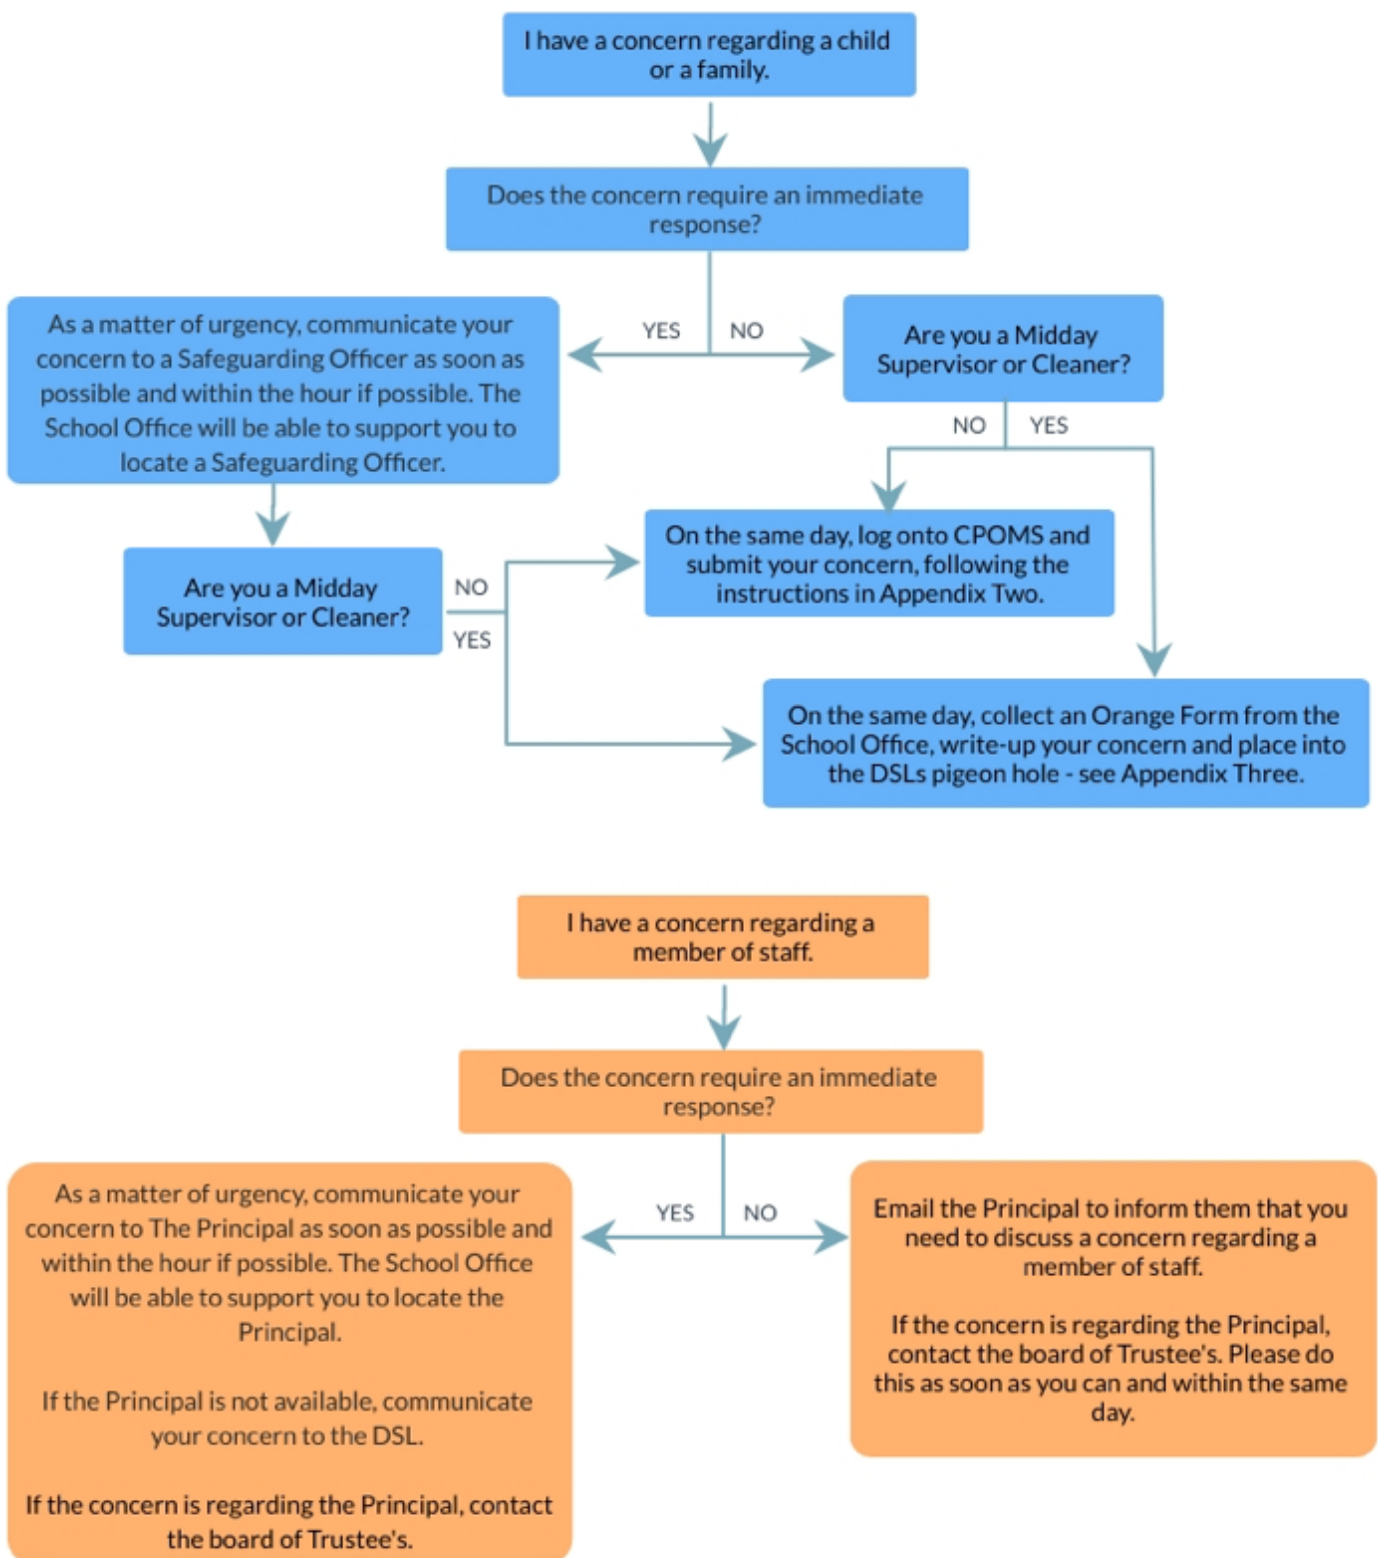 I have a concern regarding a child
or a family.
Does the concern require an immediate
response?
YES
NO
As a matter of urgency, communicate your
concern to a Safeguarding Officer as soon as
possible and within the hour if possible. The
School Office will be able to support you to
locate a Safeguarding Officer.
Are you a Midday
Supervisor or Cleaner?
NO
YES
On the same day, log onto CPOMS and
submit your concern, following the
instructions in Appendix Two.
Are you a Midday
Supervisor or Cleaner?
NO
YES
On the same day, collect an Orange Form from the
School Office, write-up your concern and place into
the DSLs pigeon hole - see Appendix Three.
I have a concern regarding a
member of staff.
Does the concern require an immediate
response?
YES
NO
As a matter of urgency, communicate your
concern to The Principal as soon as possible and
within the hour if possible. The School Office
will be able to support you to locate the
Principal.
If the Principal is not available, communicate
your concern to the DSL.
If the concern is regarding the Principal, contact
the board of Trustee's.
Email the Principal to inform them that you
need to discuss a concern regarding a
member of staff.
If the concern is regarding the Principal,
contact the board of Trustee's. Please do
this as soon as you can and within the same
day.